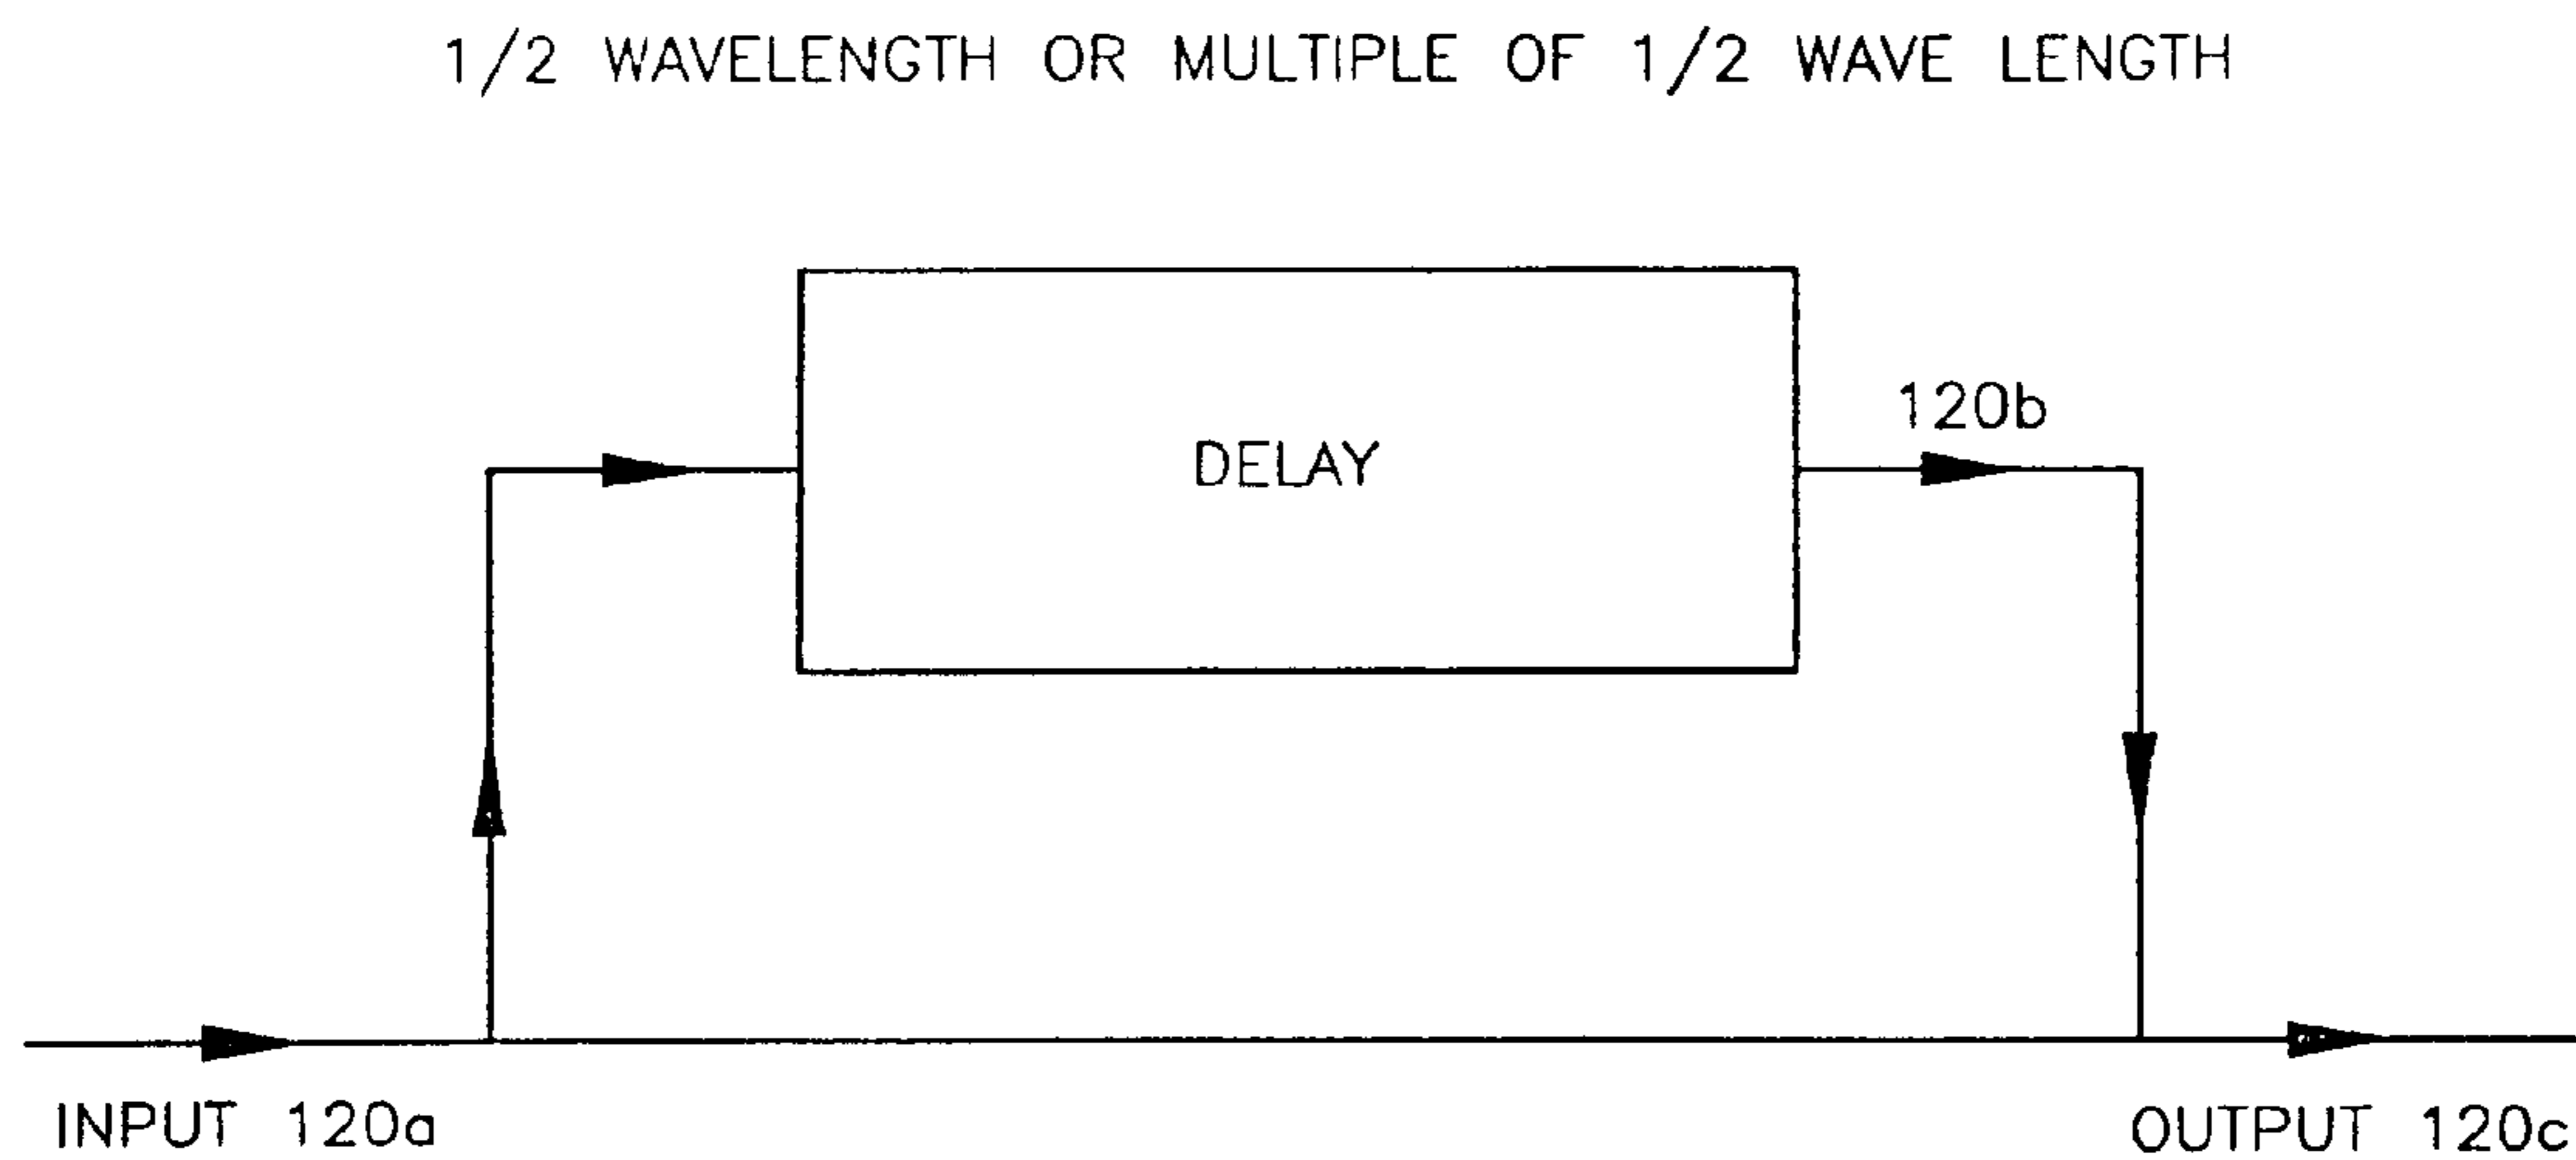 1/2 WAVELENGTH OR MULTIPLE OF 1/2 WAVE LENGTH
120b
DELAY
INPUT 120a
OUTPUT 120c